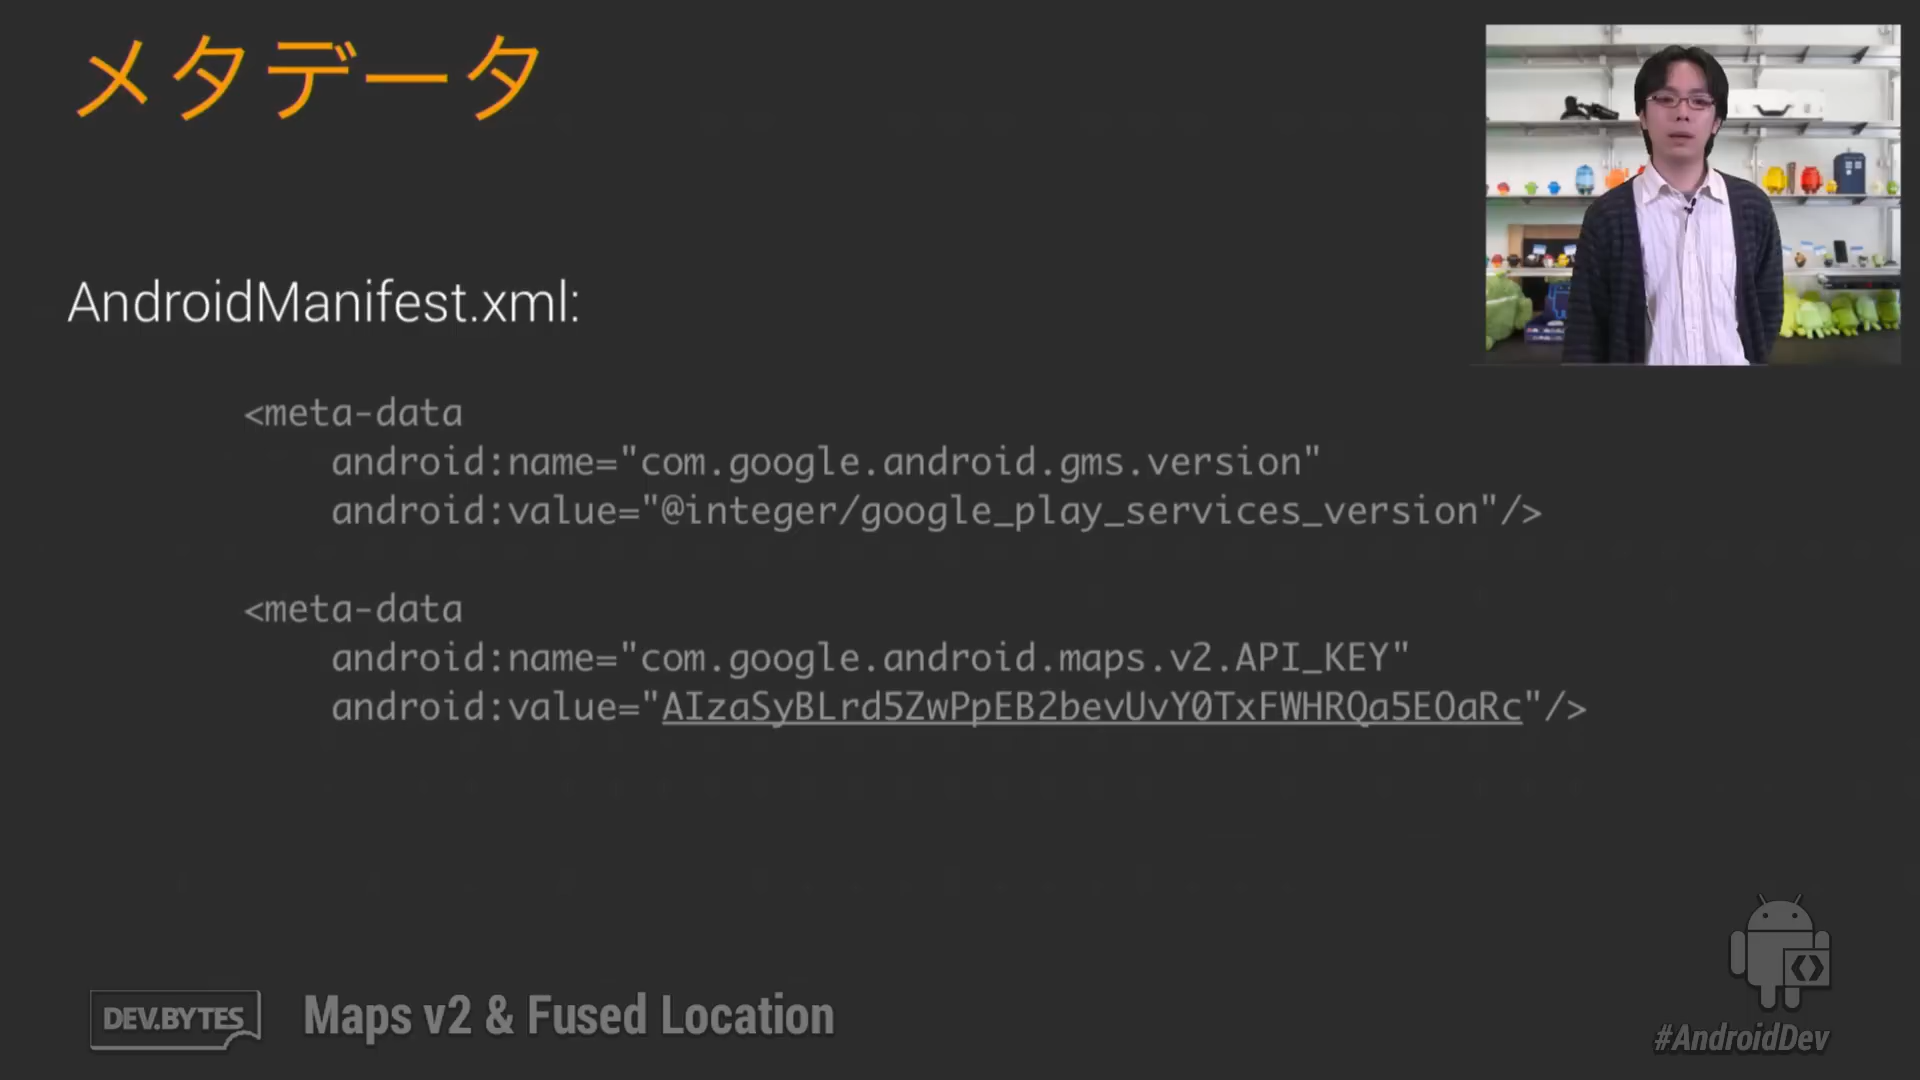 メタデータ
AndroidManifest.xml:
<meta-data
android:name="com.google.android.gms.version"
android:value="@integer/google_play_services_version"/>
<meta-data
android:name="com.google.android.maps.v2.API_KEY"
android:value="AIzaSyBLrd5ZwPpEB2bevUvY0TxFWHRQa5EOaRc"/>
DEV.BYTES
Maps v2 & Fused Location
#AndroidDev